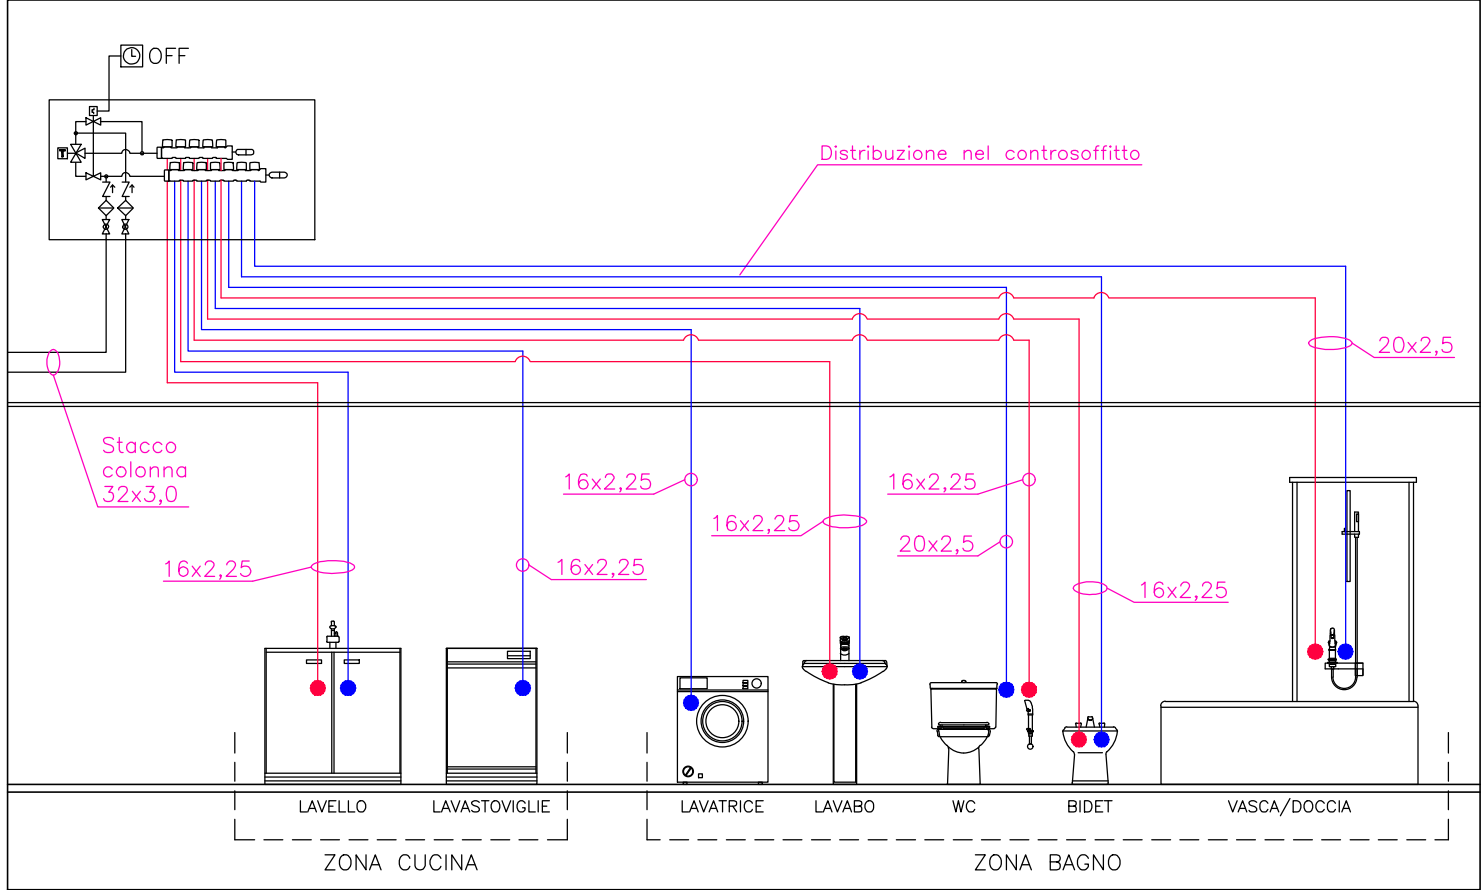 OFF
T
Distribuzione nel controsoffitto
20x2,5
Stacco
colonna
32x3,0
16x2,25
16x2,25
16x2,25
20x2,5
16x2,25
16x2,25
16x2,25
LAVELLO
LAVASTOVIGLIE
LAVATRICE
LAVABO
WC
BIDET
VASCA/DOCCIA
ZONA CUCINA
ZONA BAGNO